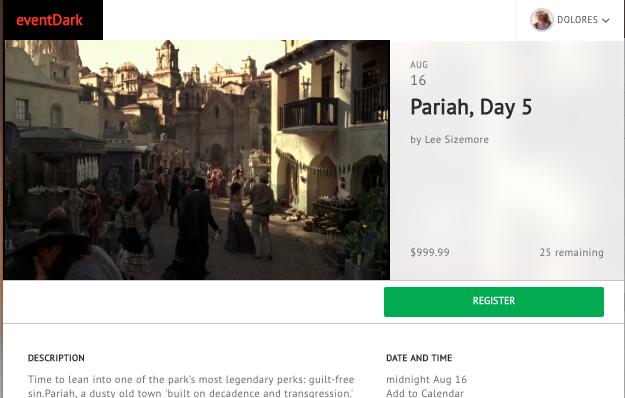 eventDark
DOLORES
AUG
16
Pariah, Day 5
by Lee Sizemore
$999.99
25 remaining
REGISTER
DESCRIPTION
Time to lean into one of the park's most legendary perks: guilt-free
sin.Pariah, a dusty old town 'built on decadence and transgression.'
DATE AND TIME
midnight Aug 16
Add to Calendar